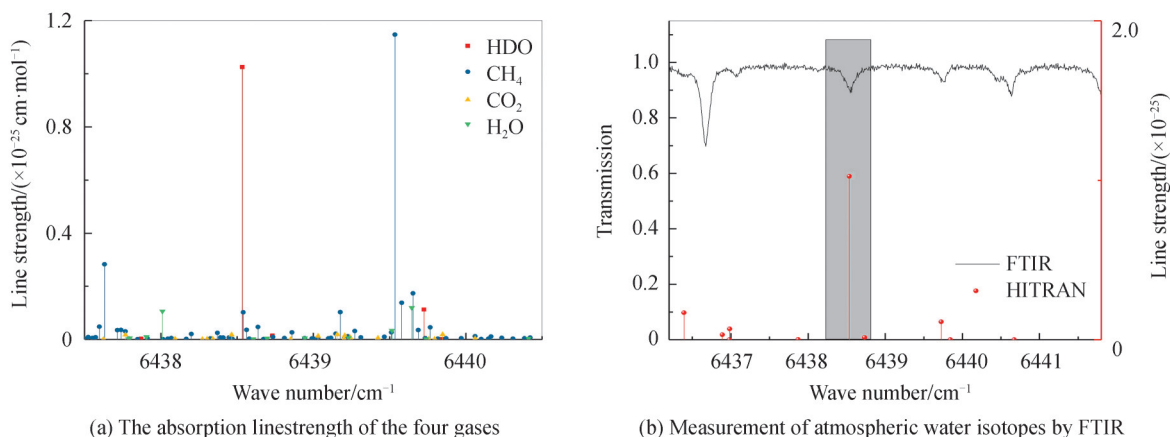 1.2
0.8
0.4
0
Line strength/(×10⁻²⁵ cm·mol⁻¹)
HDO
CH₄
CO₂
H₂O
6438
6439
6440
Wave number/cm⁻¹
(a) The absorption linestrength of the four gases
1.0
0.8
0.6
0.4
0.2
0
Transmission
2.0
0
Line strength/(×10⁻²⁵)
FTIR
HITRAN
6437
6438
6439
6440
6441
Wave number/cm⁻¹
(b) Measurement of atmospheric water isotopes by FTIR